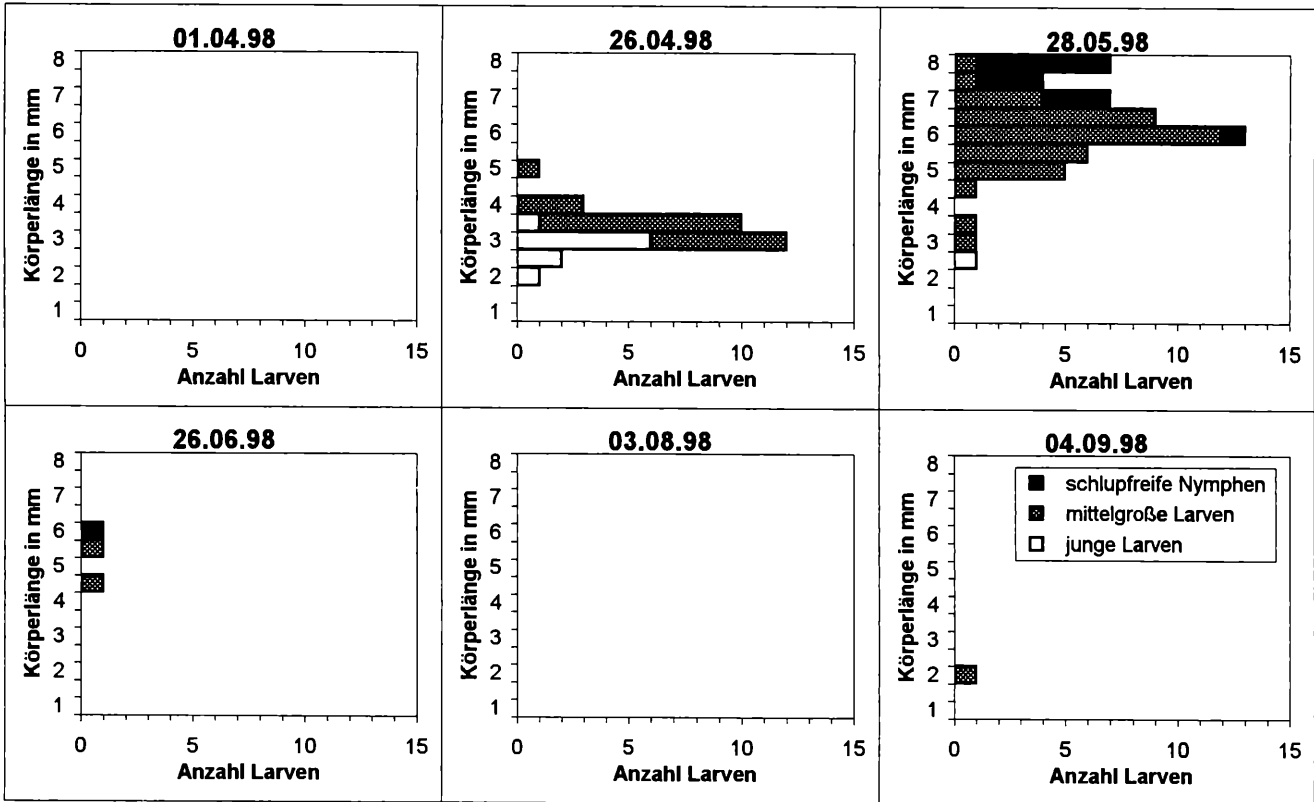 01.04.98
Körperlänge in mm
8
7
6
5
4
3
2
1
0 5 10 15
Anzahl Larven
26.04.98
Körperlänge in mm
8
7
6
5
4
3
2
1
0 5 10 15
Anzahl Larven
28.05.98
Körperlänge in mm
8
7
6
5
4
3
2
1
0 5 10 15
Anzahl Larven
26.06.98
Körperlänge in mm
8
7
6
5
4
3
2
1
0 5 10 15
Anzahl Larven
03.08.98
Körperlänge in mm
8
7
6
5
4
3
2
1
0 5 10 15
Anzahl Larven
04.09.98
Körperlänge in mm
8
7
6
5
4
3
2
1
schlupfreife Nymphen
mittelgroße Larven
junge Larven
0 5 10 15
Anzahl Larven